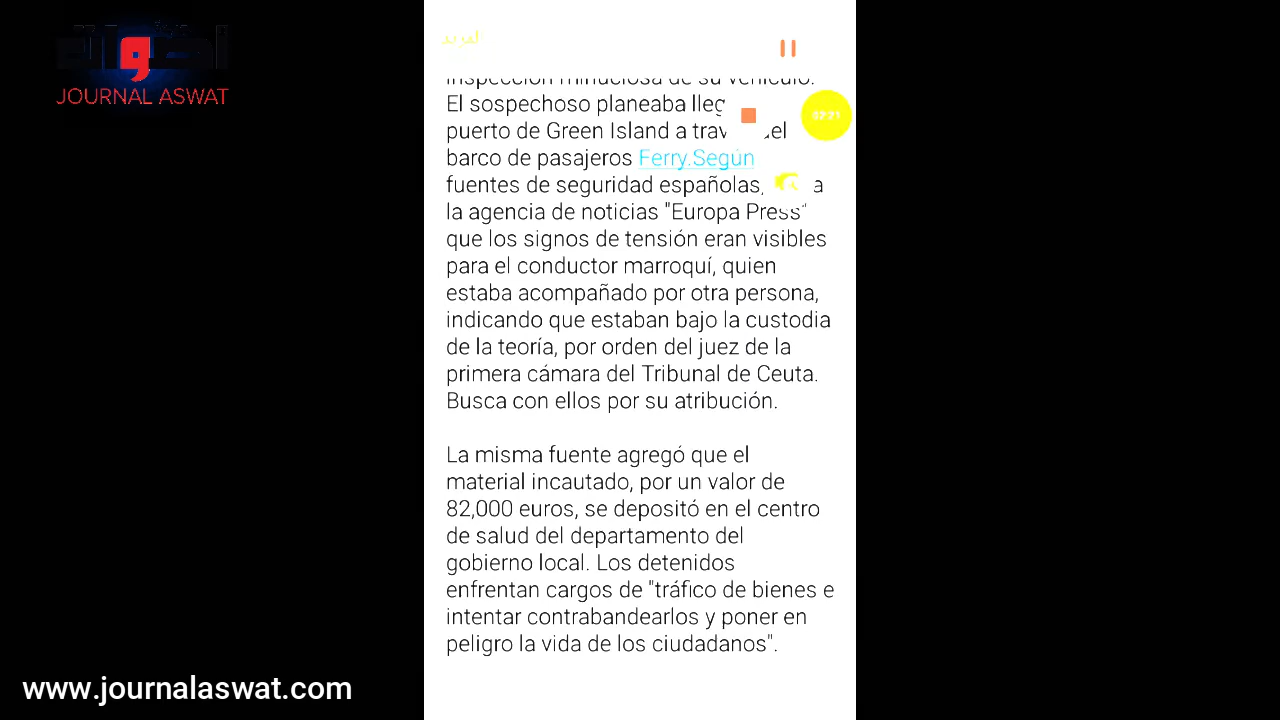 JOURNAL ASWAT
El sospechoso planeaba
puerto de Green Island a
barco de pasajeros Ferry.Según
fuentes de seguridad españolas,
la agencia de noticias "Europa Press"
que los signos de tensión eran visibles
para el conductor marroquí, quien
estaba acompañado por otra persona,
indicando que estaban bajo la custodia
de la teoría, por orden del juez de la
primera cámara del Tribunal de Ceuta.
Busca con ellos por su atribución.
La misma fuente agregó que el
material incautado, por un valor de
82,000 euros, se depositó en el centro
de salud del departamento del
gobierno local. Los detenidos
enfrentan cargos de "tráfico de bienes e
intentar contrabandearlos y poner en
peligro la vida de los ciudadanos".
www.journalaswat.com